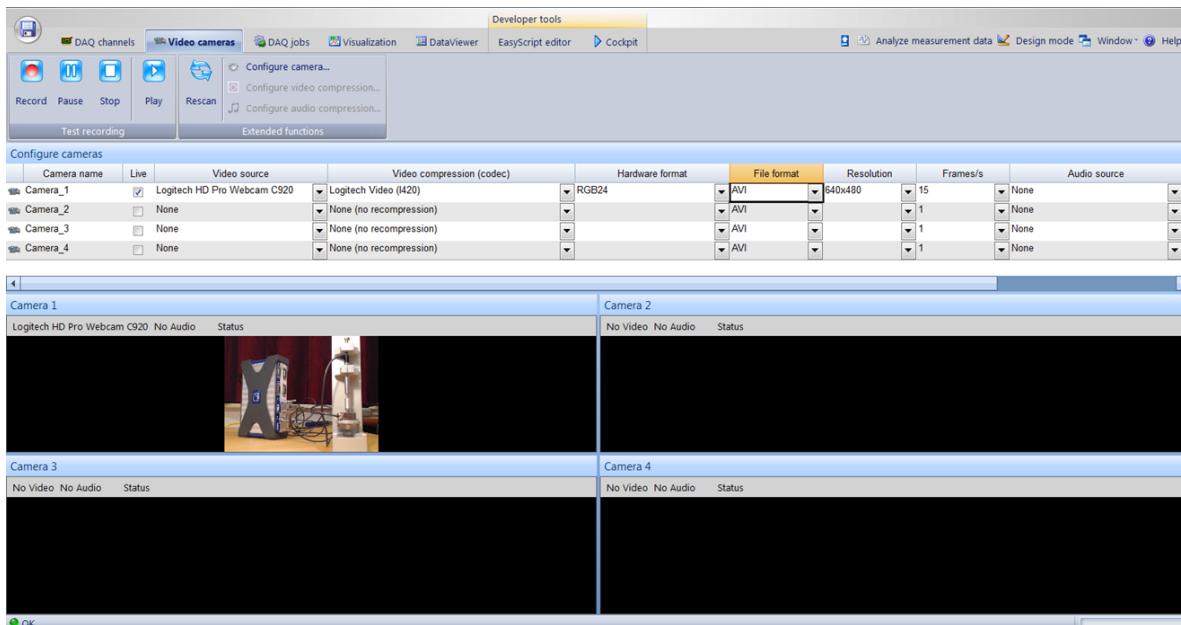 Developer tools
DAQ channels Video cameras DAQ jobs Visualization DataViewer EasyScript editor Cockpit Analyze measurement data Design mode Window Help
Configure camera...
Configure video compression...
Record Pause Stop Play Rescan Configure audio compression...
Test recording Extended functions
Configure cameras
Camera name Live Video source Video compression (codec) Hardware format File format Resolution Frames/s Audio source
Camera_1 Logitech HD Pro Webcam C920 Logitech Video (I420) RGB24 AVI 640x480 15 None
Camera_2 None None (no recompression) AVI 1 None
Camera_3 None None (no recompression) AVI 1 None
Camera_4 None None (no recompression) AVI 1 None
Camera 1 Camera 2
Logitech HD Pro Webcam C920 No Audio Status No Video No Audio Status
Camera 3 Camera 4
No Video No Audio Status No Video No Audio Status
OK